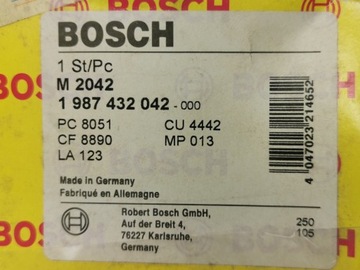 BOSCH
1 St/Pc
M 2042
1 987 432 042 - 000
PC 8051 CU 4442
CF 8890 MP 013
LA 123
4 047023 214652
Made in Germany
Fabriqué en Allemagne
BOSCH
Robert Bosch GmbH,
Auf der Breit 4,
76227 Karlsruhe,
Germany
250
105